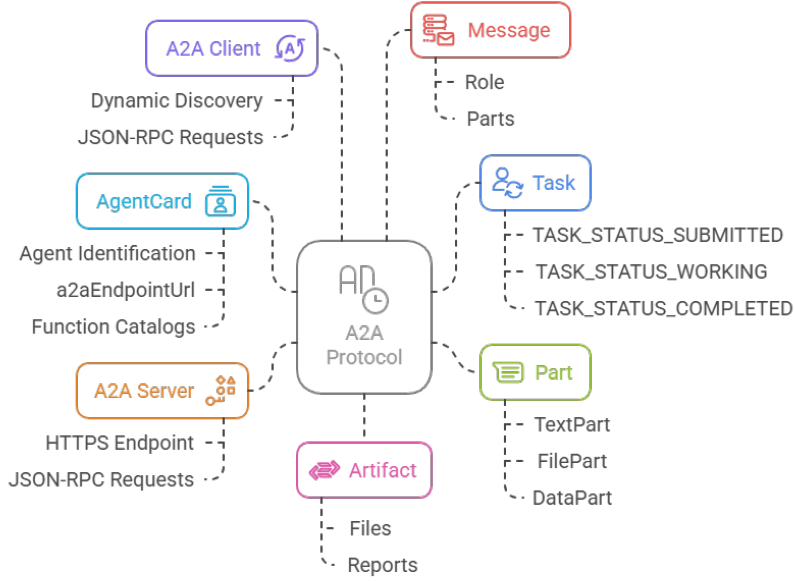 A2A Client
Dynamic Discovery
JSON-RPC Requests
Message
Role
Parts
AgentCard
Agent Identification
a2aEndpointUrl
Function Catalogs
Task
TASK_STATUS_SUBMITTED
TASK_STATUS_WORKING
TASK_STATUS_COMPLETED
A2A
Protocol
A2A Server
HTTPS Endpoint
JSON-RPC Requests
Part
TextPart
FilePart
DataPart
Artifact
Files
Reports